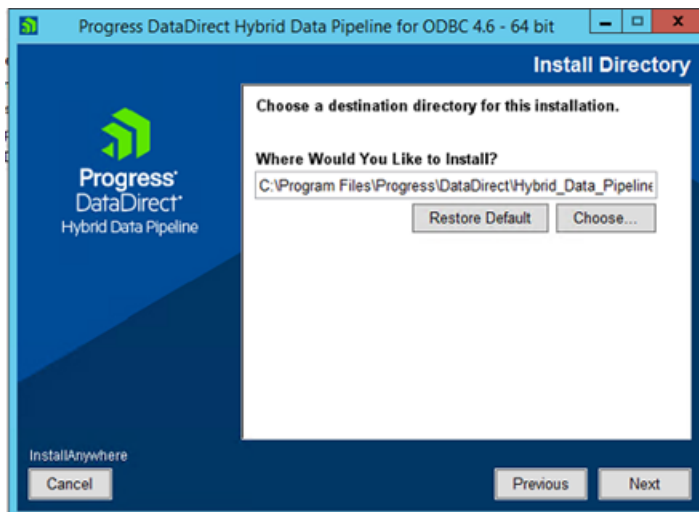 Progress DataDirect Hybrid Data Pipeline for ODBC 4.6 - 64 bit
Install Directory
Choose a destination directory for this installation.
Where Would You Like to Install?
C:\Program Files\Progress\DataDirect\Hybrid_Data_Pipeline
Restore Default
Choose...
Progress
DataDirect
Hybrid Data Pipeline
InstallAnywhere
Cancel
Previous
Next